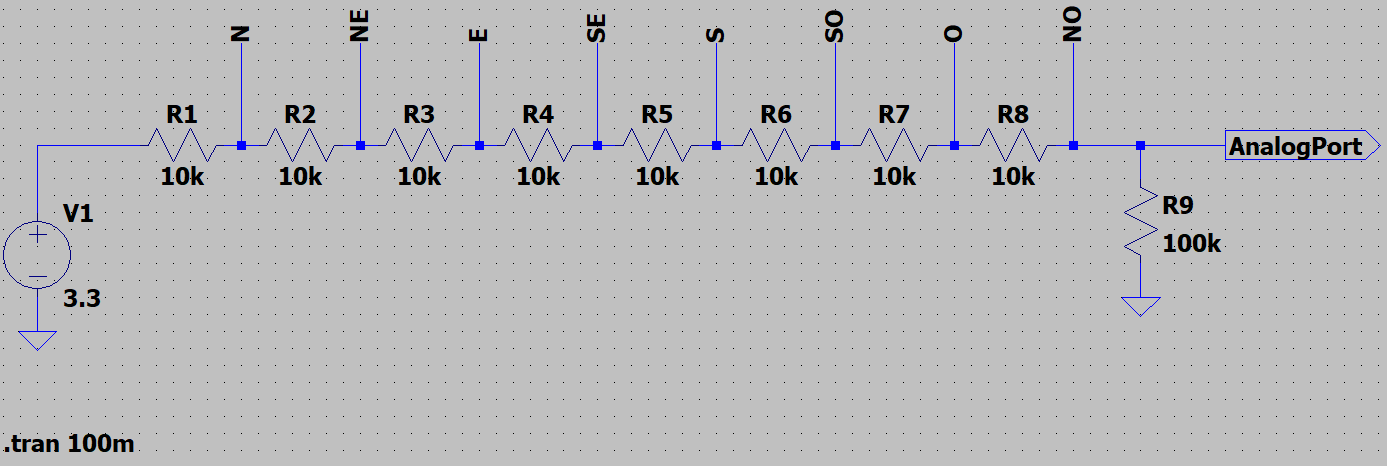 N NE E SE S SO O NO
R1 R2 R3 R4 R5 R6 R7 R8
AnalogPort
10k 10k 10k 10k 10k 10k 10k 10k
V1
R9
100k
3.3
.tran 100m